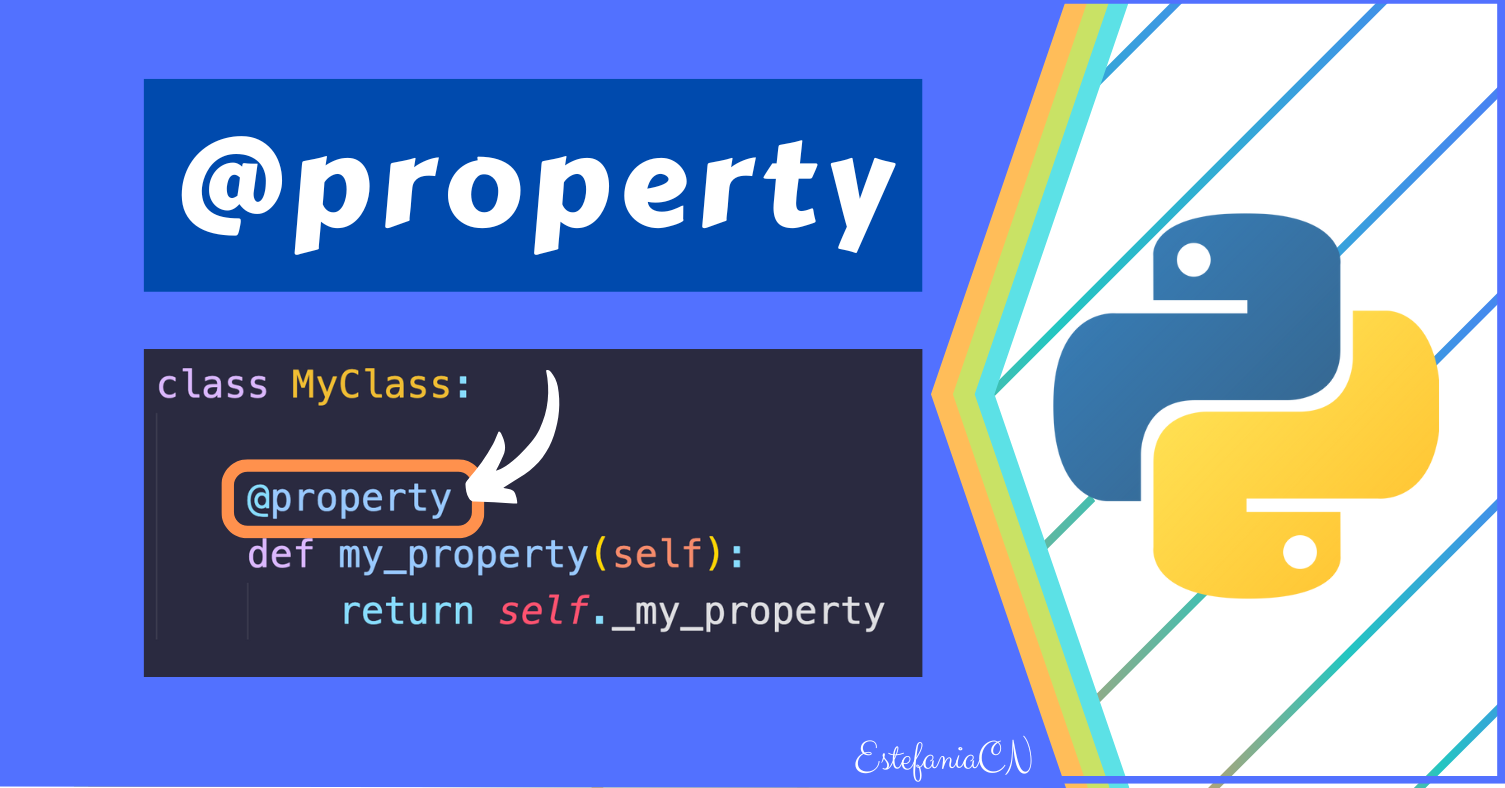 @property
class MyClass:
@property
def my_property(self):
return self._my_property
EstefaniaCN